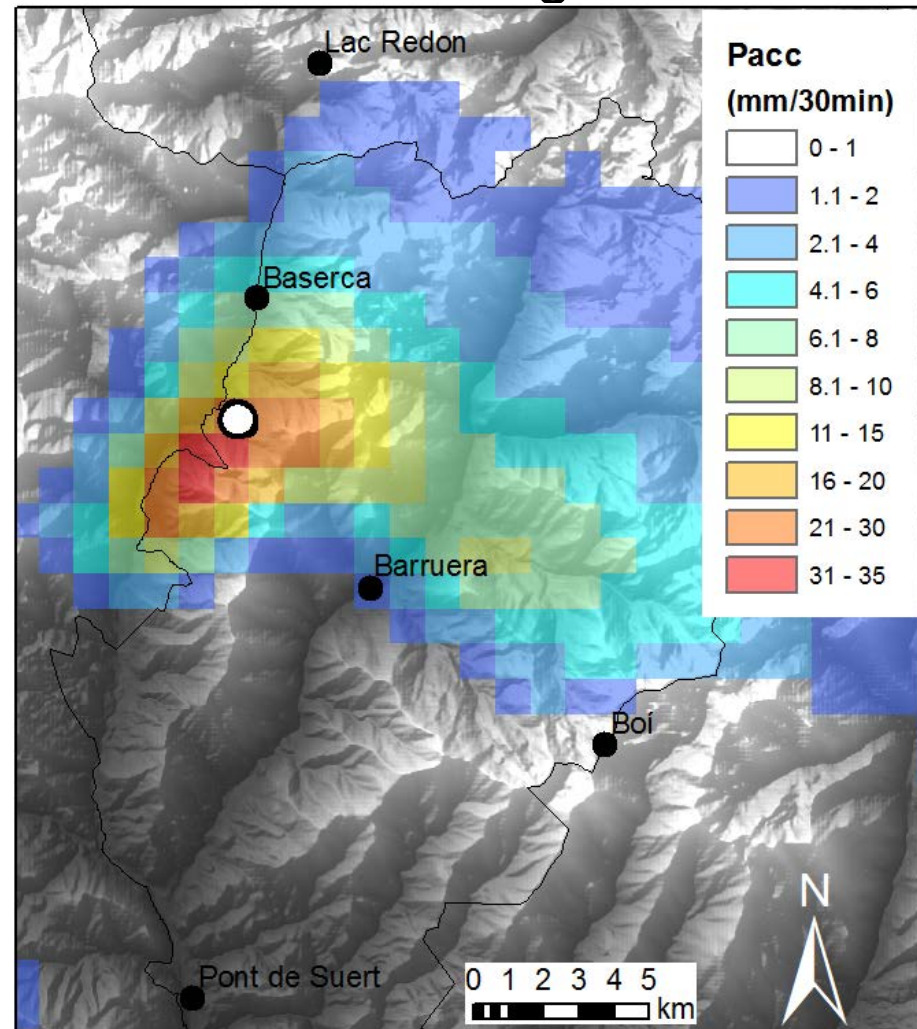 Lac Redon
Pacc
(mm/30min)
0 - 1
1.1 - 2
2.1 - 4
4.1 - 6
6.1 - 8
8.1 - 10
11 - 15
16 - 20
21 - 30
31 - 35
Baserca
Barruera
Boí
N
Pont de Suert
0 1 2 3 4 5
km